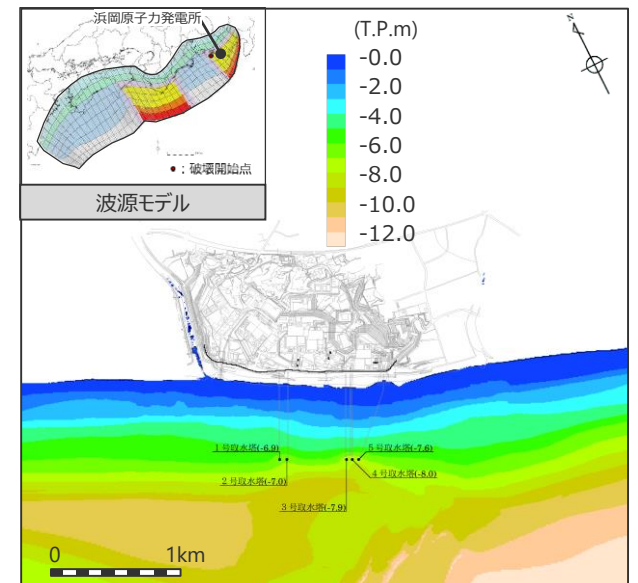 浜岡原子力発電所
●：破壊開始点
波源モデル
(T.P.m)
-0.0
-2.0
-4.0
-6.0
-8.0
-10.0
-12.0
N
1号取水塔(-6.9)
5号取水塔(-7.6)
2号取水塔(-7.0)
4号取水塔(-8.0)
3号取水塔(-7.9)
0 1km